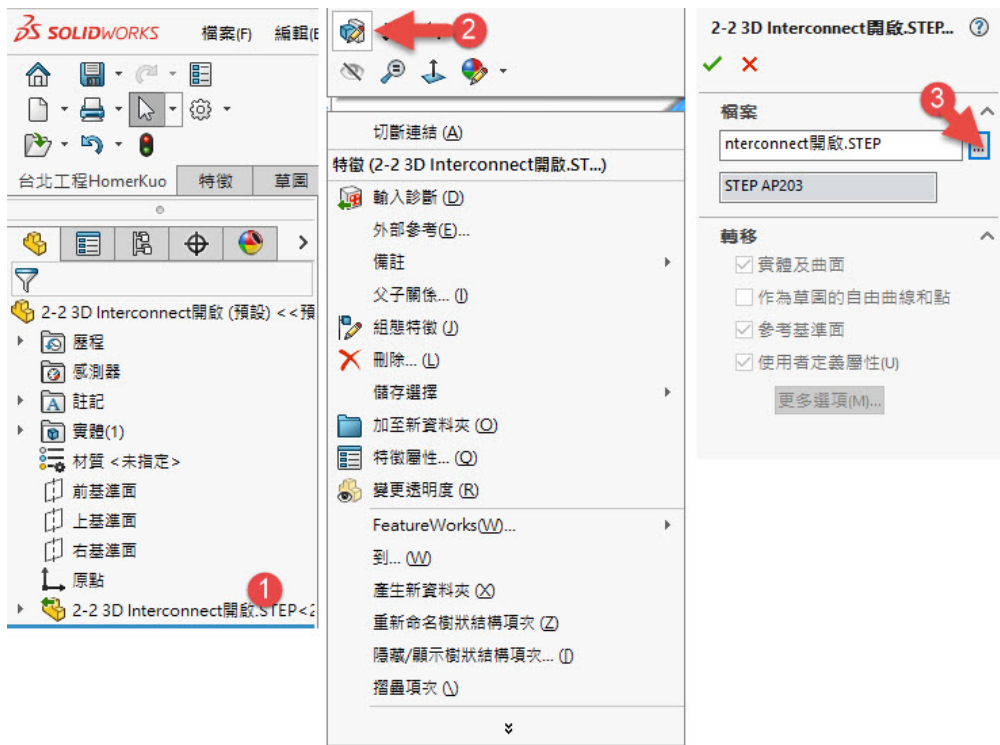 SOLIDWORKS 檔案(F) 編輯(E
台北工程HomerKuo 特徵 草圖
2-2 3D Interconnect開啟 (預設) <<預
歷程
感測器
註記
實體(1)
材質 <未指定>
前基準面
上基準面
右基準面
原點
1
2-2 3D Interconnect開啟.STEP<2
2
切斷連結 (A)
特徵 (2-2 3D Interconnect開啟.ST...)
輸入診斷 (D)
外部參考(E)...
備註
父子關係... (I)
組態特徵 (J)
刪除... (L)
儲存選擇
加至新資料夾 (O)
特徵屬性... (Q)
變更透明度 (R)
FeatureWorks(W)...
到... (W)
產生新資料夾 (X)
重新命名樹狀結構項次 (Z)
隱藏/顯示樹狀結構項次... (I)
摺疊項次 (\)
2-2 3D Interconnect開啟.STEP...
3
檔案
nterconnect開啟.STEP
...
STEP AP203
轉移
實體及曲面
作為草圖的自由曲線和點
參考基準面
使用者定義屬性(U)
更多選項(M)...